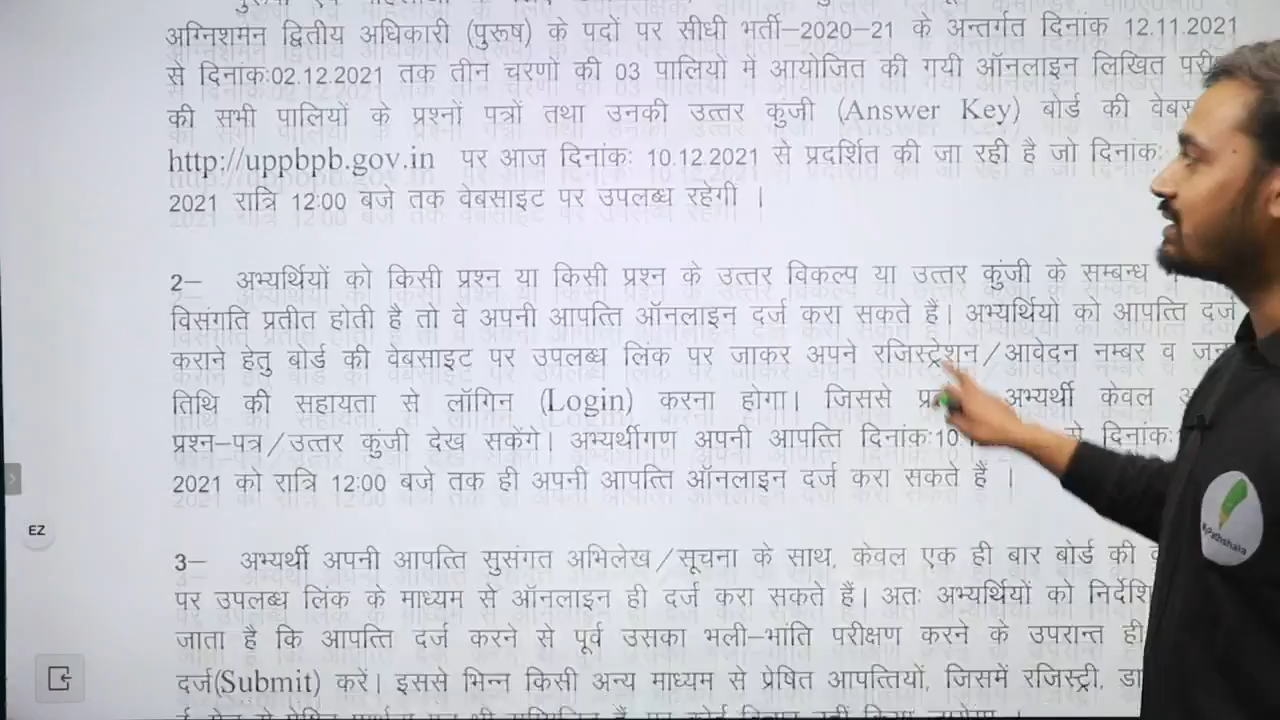 अग्निशमन द्वितीय अधिकारी (पुरूष) के पदों पर सीधी भर्ती–2020–21 के अन्तर्गत दिनांक 12.11.2021
से दिनांक:02.12.2021 तक तीन चरणों की 03 पालियों में आयोजित की गयी ऑनलाइन लिखित
की सभी पालियों के प्रश्नों पत्रों तथा उनकी उत्तर कुंजी (Answer Key) बोर्ड की
http://uppbpb.gov.in पर आज दिनांकः 10.12.2021 से प्रदर्शित की जा रही है जो दिनांकः
2021 रात्रि 12:00 बजे तक वेबसाइट पर उपलब्ध रहेगी ।
2– अभ्यर्थियों को किसी प्रश्न या किसी प्रश्न के उत्तर विकल्प या उत्तर कुंजी के सम्बन्ध
विसंगति प्रतीत होती है तो वे अपनी आपत्ति ऑनलाइन दर्ज करा सकते हैं। अभ्यर्थियों को आपत्ति दर्ज
कराने हेतु बोर्ड की वेबसाइट पर उपलब्ध लिंक पर जाकर अपने रजिस्ट्रेशन/आवेदन नम्बर व
तिथि की सहायता से लॉगिन (Login) करना होगा। जिससे अभ्यर्थी केवल
प्रश्न–पत्र/उत्तर कुंजी देख सकेंगे। अभ्यर्थीगण अपनी आपत्ति दिनांक:10 से दिनांक:
2021 को रात्रि 12:00 बजे तक ही अपनी आपत्ति ऑनलाइन दर्ज करा सकते हैं ।
3– अभ्यर्थी अपनी आपत्ति सुसंगत अभिलेख/सूचना के साथ, केवल एक ही बार बोर्ड की
पर उपलब्ध लिंक के माध्यम से ऑनलाइन ही दर्ज करा सकते हैं। अतः अभ्यर्थियों को
जाता है कि आपत्ति दर्ज करने से पूर्व उसका भली–भांति परीक्षण करने के उपरान्त ही
दर्ज(Submit) करें। इससे भिन्न किसी अन्य माध्यम से प्रेषित आपत्तियों, जिसमें रजिस्ट्री,
EZ
Pathshala